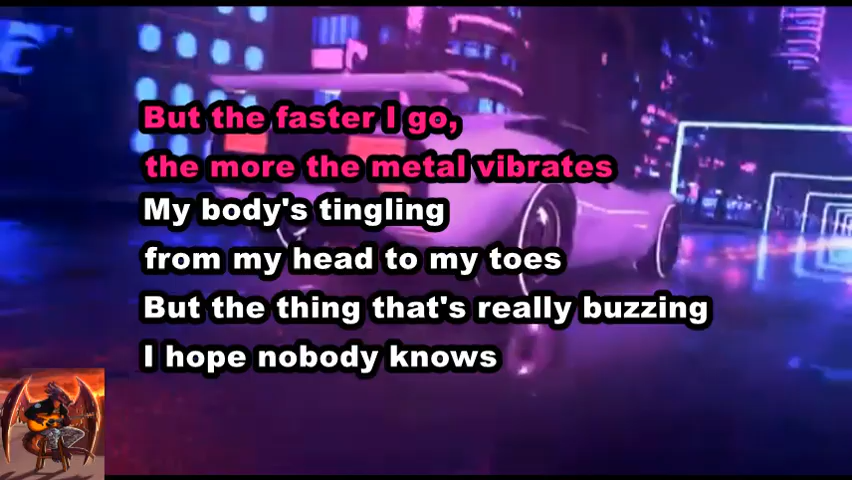 But the faster I go,
the more the metal vibrates
My body's tingling
from my head to my toes
But the thing that's really buzzing
I hope nobody knows